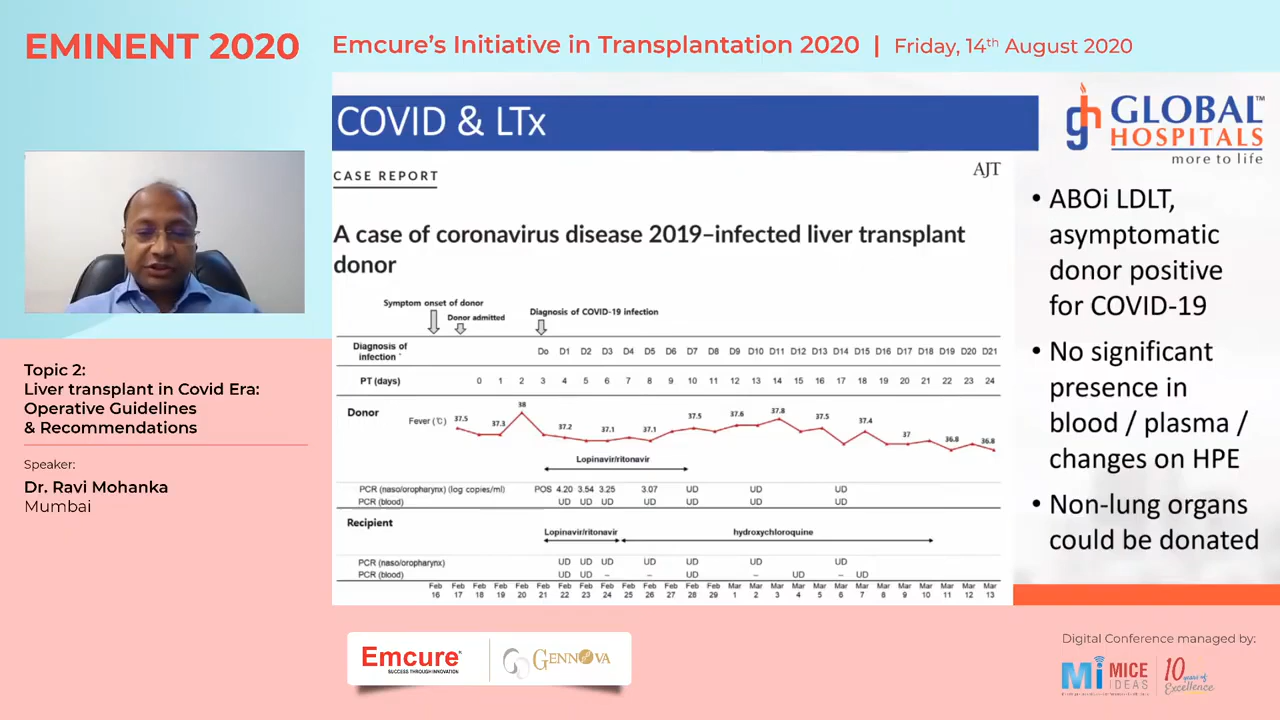 EMINENT 2020
Emcure's Initiative in Transplantation 2020 | Friday, 14th August 2020
COVID & LTx
GLOBAL™
HOSPITALS
more to life
CASE REPORT
AJT
A case of coronavirus disease 2019–infected liver transplant
donor
Symptom onset of donor
Donor admitted
Diagnosis of COVID-19 infection
Diagnosis of
infection
Do D1 D2 D3 D4 D5 D6 D7 D8 D9 D10 D11 D12 D13 D14 D15 D16 D17 D18 D19 D20 D21
PT (days) 0 1 2 3 4 5 6 7 8 9 10 11 12 13 14 15 16 17 18 19 20 21 22 23 24
Donor
Fever (℃) 37.5 37.3 38 37.2 37.1 37.1 37.5 37.6 37.8 37.5 37.4 37 36.8 36.8
Lopinavir/ritonavir
PCR (naso/oropharynx) (log copies/ml) POS 4.20 3.54 3.25 3.07 UD UD UD
PCR (blood) UD UD UD UD UD UD UD
Recipient
Lopinavir/ritonavir hydroxychloroquine
PCR (naso/oropharynx) UD UD UD UD UD UD UD
PCR (blood) UD UD – – UD – UD – UD
Feb Feb Feb Feb Feb Feb Feb Feb Feb Feb Feb Feb Feb Feb Mar Mar Mar Mar Mar Mar Mar Mar Mar Mar Mar Mar Mar
16 17 18 19 20 21 22 23 24 25 26 27 28 29 1 2 3 4 5 6 7 8 9 10 11 12 13
• ABOi LDLT,
asymptomatic
donor positive
for COVID-19
• No significant
presence in
blood / plasma /
changes on HPE
• Non-lung organs
could be donated
Topic 2:
Liver transplant in Covid Era:
Operative Guidelines
& Recommendations
Speaker:
Dr. Ravi Mohanka
Mumbai
Emcure®
SUCCESS THROUGH INNOVATION
GENNOVA
Digital Conference managed by:
Mi MICE
IDEAS
10 years of
Excellence